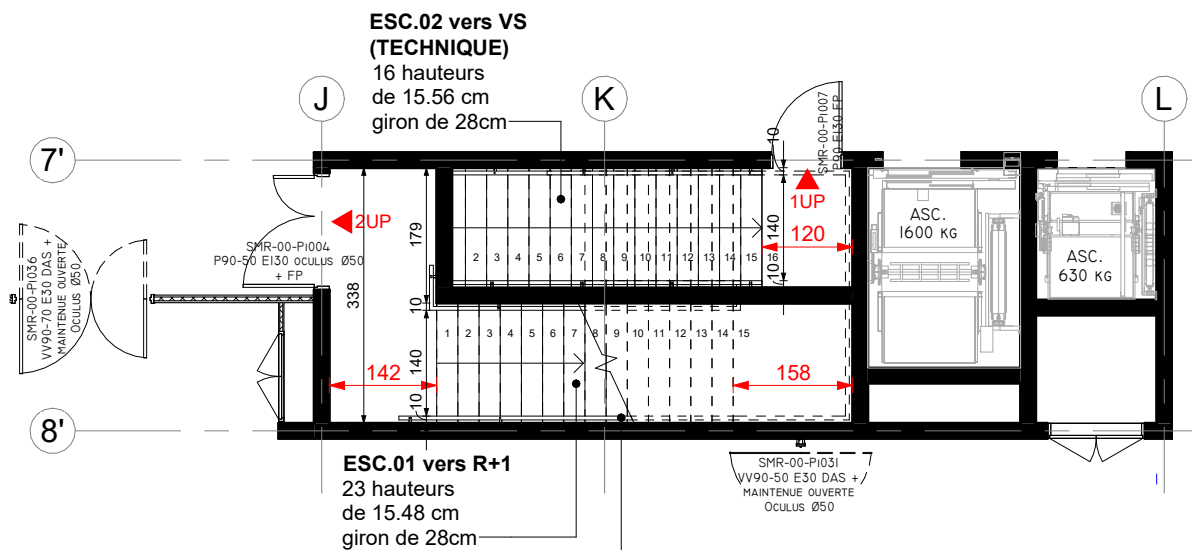 ESC.02 vers VS
(TECHNIQUE)
16 hauteurs
de 15.56 cm
giron de 28cm
J
K
L
7'
8'
SMR-00-PI007
P90 EI30 FP
10
1UP
2UP
SMR-00-PI004
P90-50 EI30 OCULUS Ø50
+ FP
SMR-00-PI036
VV90-70 E30 DAS +
MAINTENUE OUVERTE
OCULUS Ø50
179
338
10
140
10
140
10
120
142
158
2 3 4 5 6 7 8 9 10 11 12 13 14 15 16
1 2 3 4 5 6 7 8 9 10 11 12 13 14 15
ASC.
1600 KG
ASC.
630 KG
ESC.01 vers R+1
23 hauteurs
de 15.48 cm
giron de 28cm
SMR-00-PI031
VV90-50 E30 DAS +
MAINTENUE OUVERTE
OCULUS Ø50